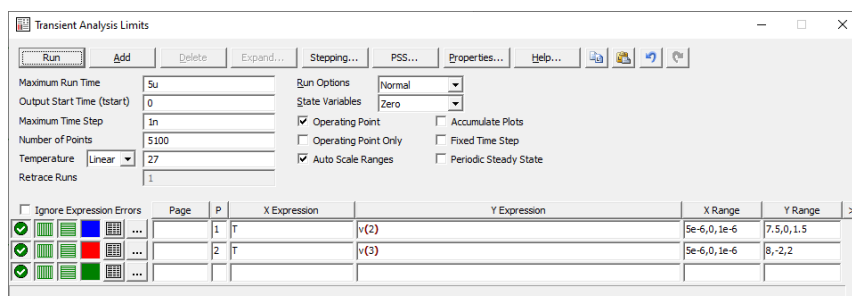 Transient Analysis Limits
Run Add Delete Expand... Stepping... PSS... Properties... Help...
Maximum Run Time 5u Run Options Normal
Output Start Time (tstart) 0 State Variables Zero
Maximum Time Step 1n Operating Point Accumulate Plots
Number of Points 5100 Operating Point Only Fixed Time Step
Temperature Linear 27 Auto Scale Ranges Periodic Steady State
Retrace Runs 1
Ignore Expression Errors Page P X Expression Y Expression X Range Y Range >
... 1 T v(2) 5e-6,0,1e-6 7.5,0,1.5
... 2 T v(3) 5e-6,0,1e-6 8,-2,2
...